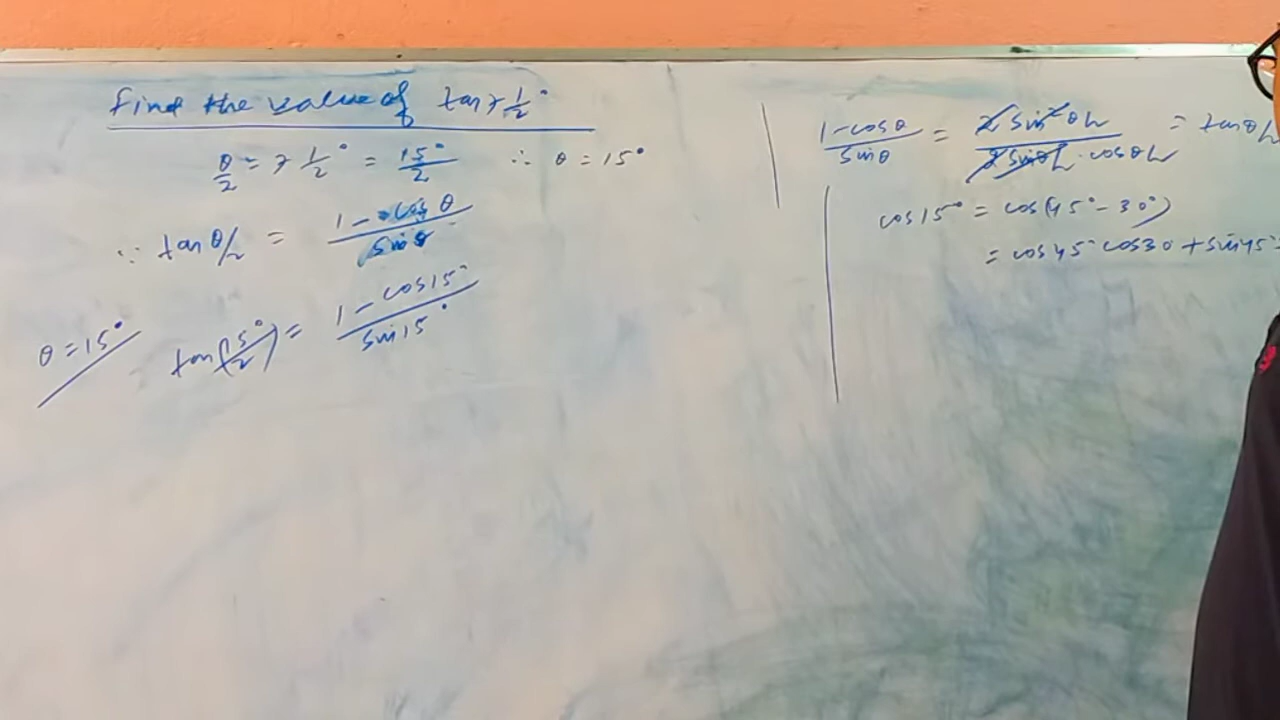 Find the value of tan 7 1/2°
θ/2 = 7 1/2° = 15°/2 ∴ θ = 15°
∴ tan θ/2 = (1 - cos θ)/(sin θ)
θ = 15° tan(15°/2) = (1 - cos 15°)/(sin 15°)
(1 - cos θ)/(sin θ) = (2 sin² θ/2)/(2 sin θ/2 · cos θ/2) = tan θ/2
cos 15° = cos(45° - 30°)
= cos 45° cos 30 + sin 45°